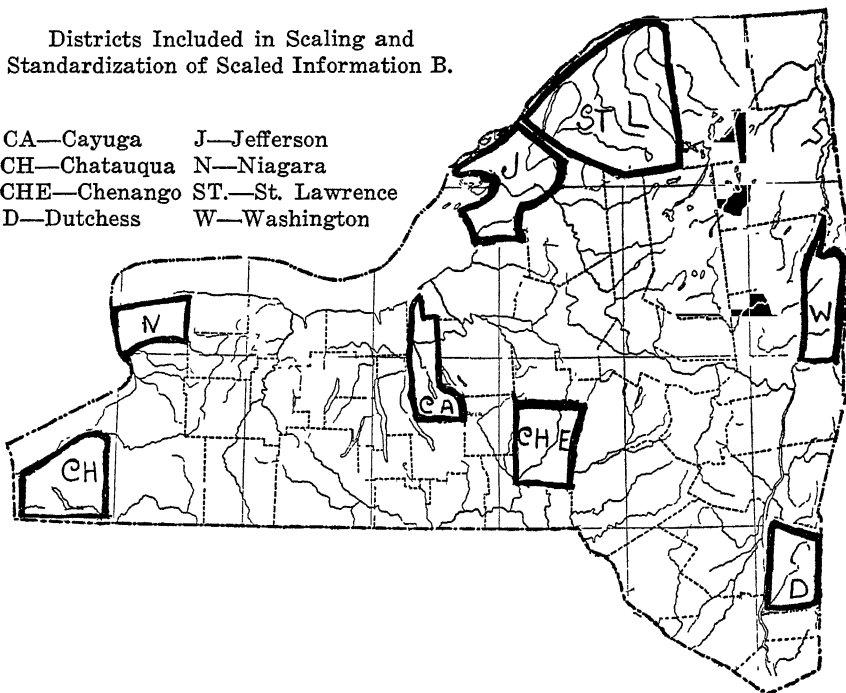 Districts Included in Scaling and
Standardization of Scaled Information B.
CA—Cayuga J—Jefferson
CH—Chatauqua N—Niagara
CHE—Chenango ST.—St. Lawrence
D—Dutchess W—Washington
ST L
J
N
W
CA
CHE
CH
D